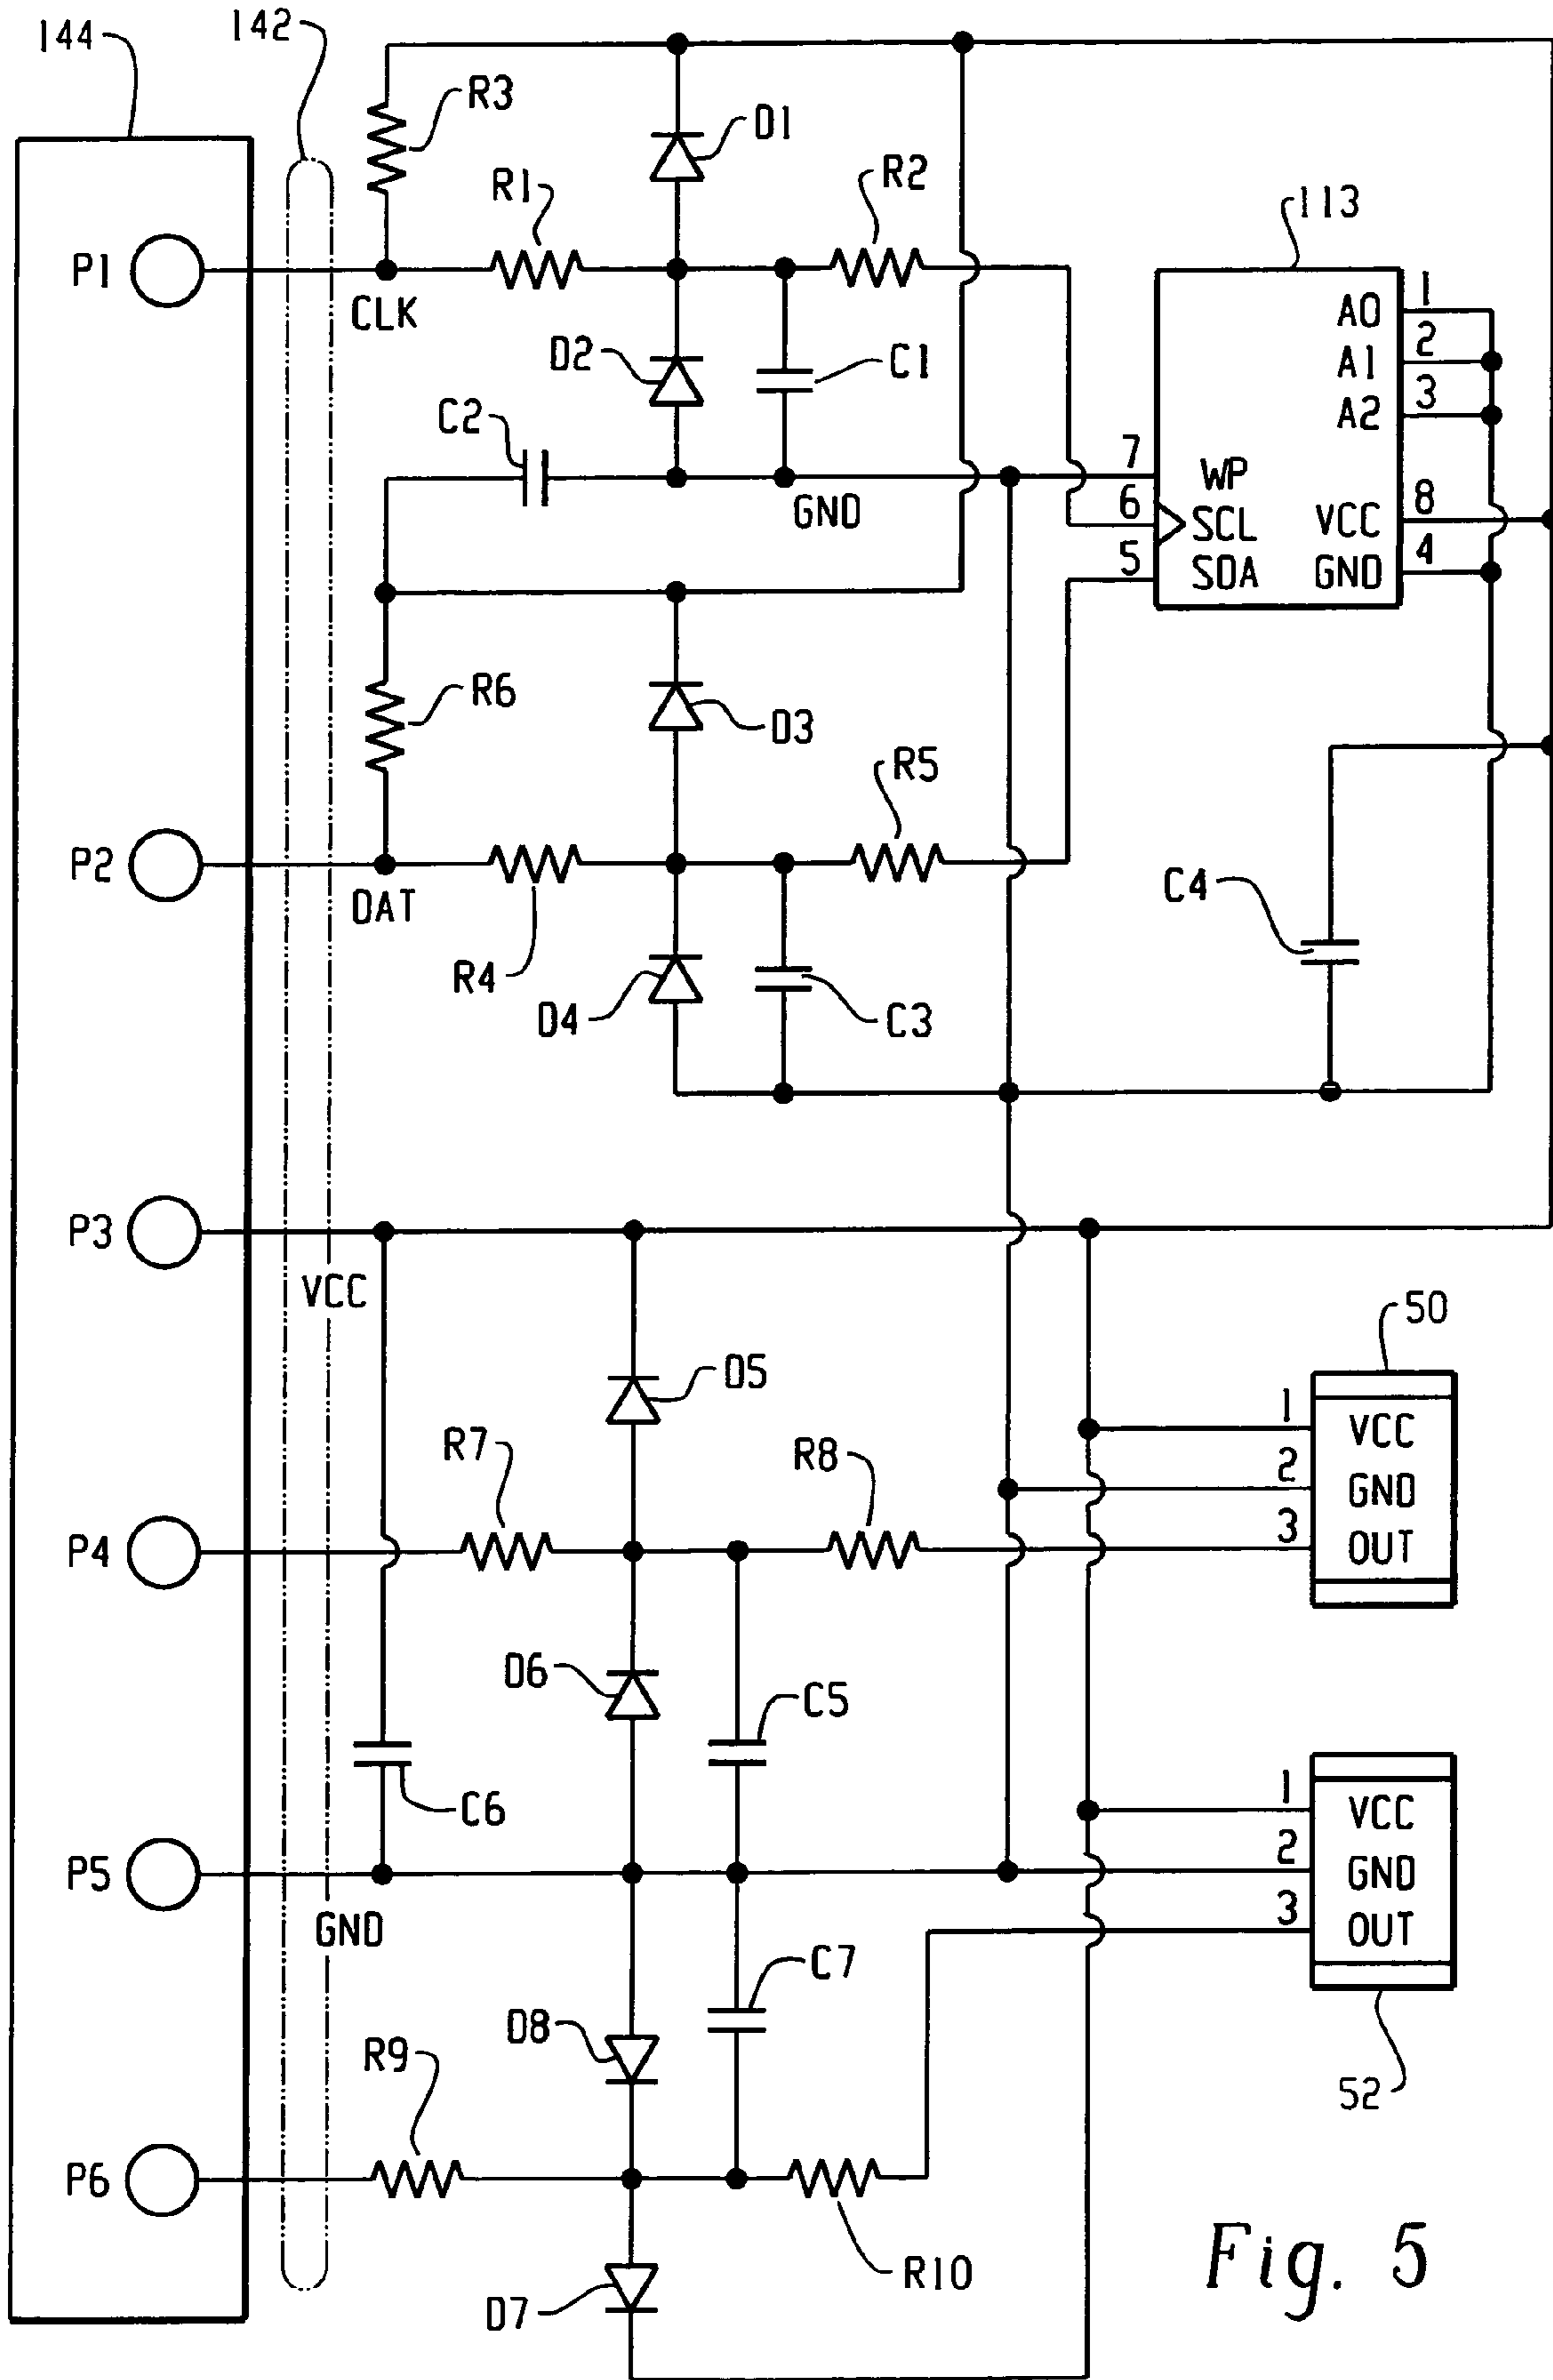 144
142
R3
D1
R1
R2
113
P1
CLK
A0
1
A1
2
A2
3
D2
C1
C2
7
WP
GND
6
SCL
VCC
8
5
SDA
GND
4
R6
D3
R5
P2
DAT
C4
R4
D4
C3
P3
VCC
50
D5
1
VCC
R7
R8
2
GND
P4
3
OUT
D6
C5
C6
1
VCC
P5
2
GND
GND
3
OUT
C7
D8
R9
52
P6
R10
D7
Fig. 5